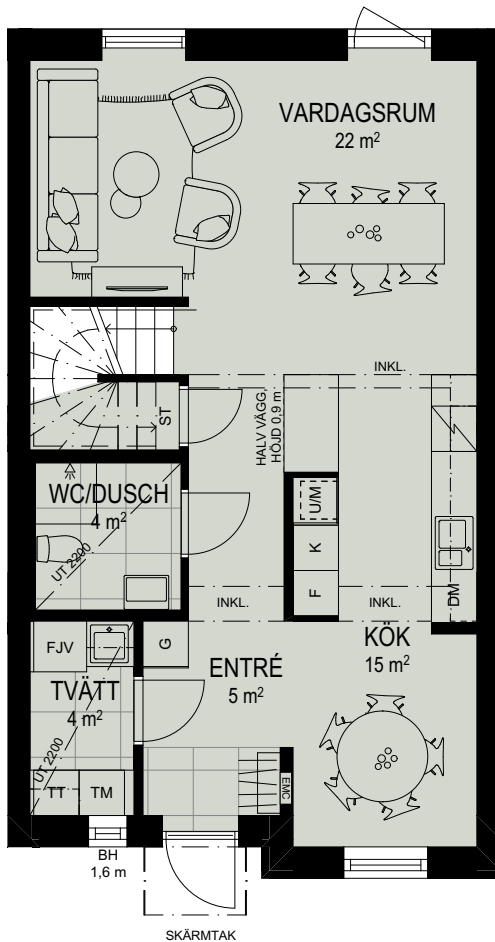 VARDAGSRUM
22 m²
INKL.
HALV VÄGG.
HÖJD 0,9 m
ST
WC/DUSCH
4 m²
UT 2200
U/M
K
F
DM
INKL.
INKL.
FJV
G
TVÄTT
4 m²
UT 2200
TT
TM
ENTRÉ
5 m²
KÖK
15 m²
EMC
BH
1,6 m
SKÄRMTAK